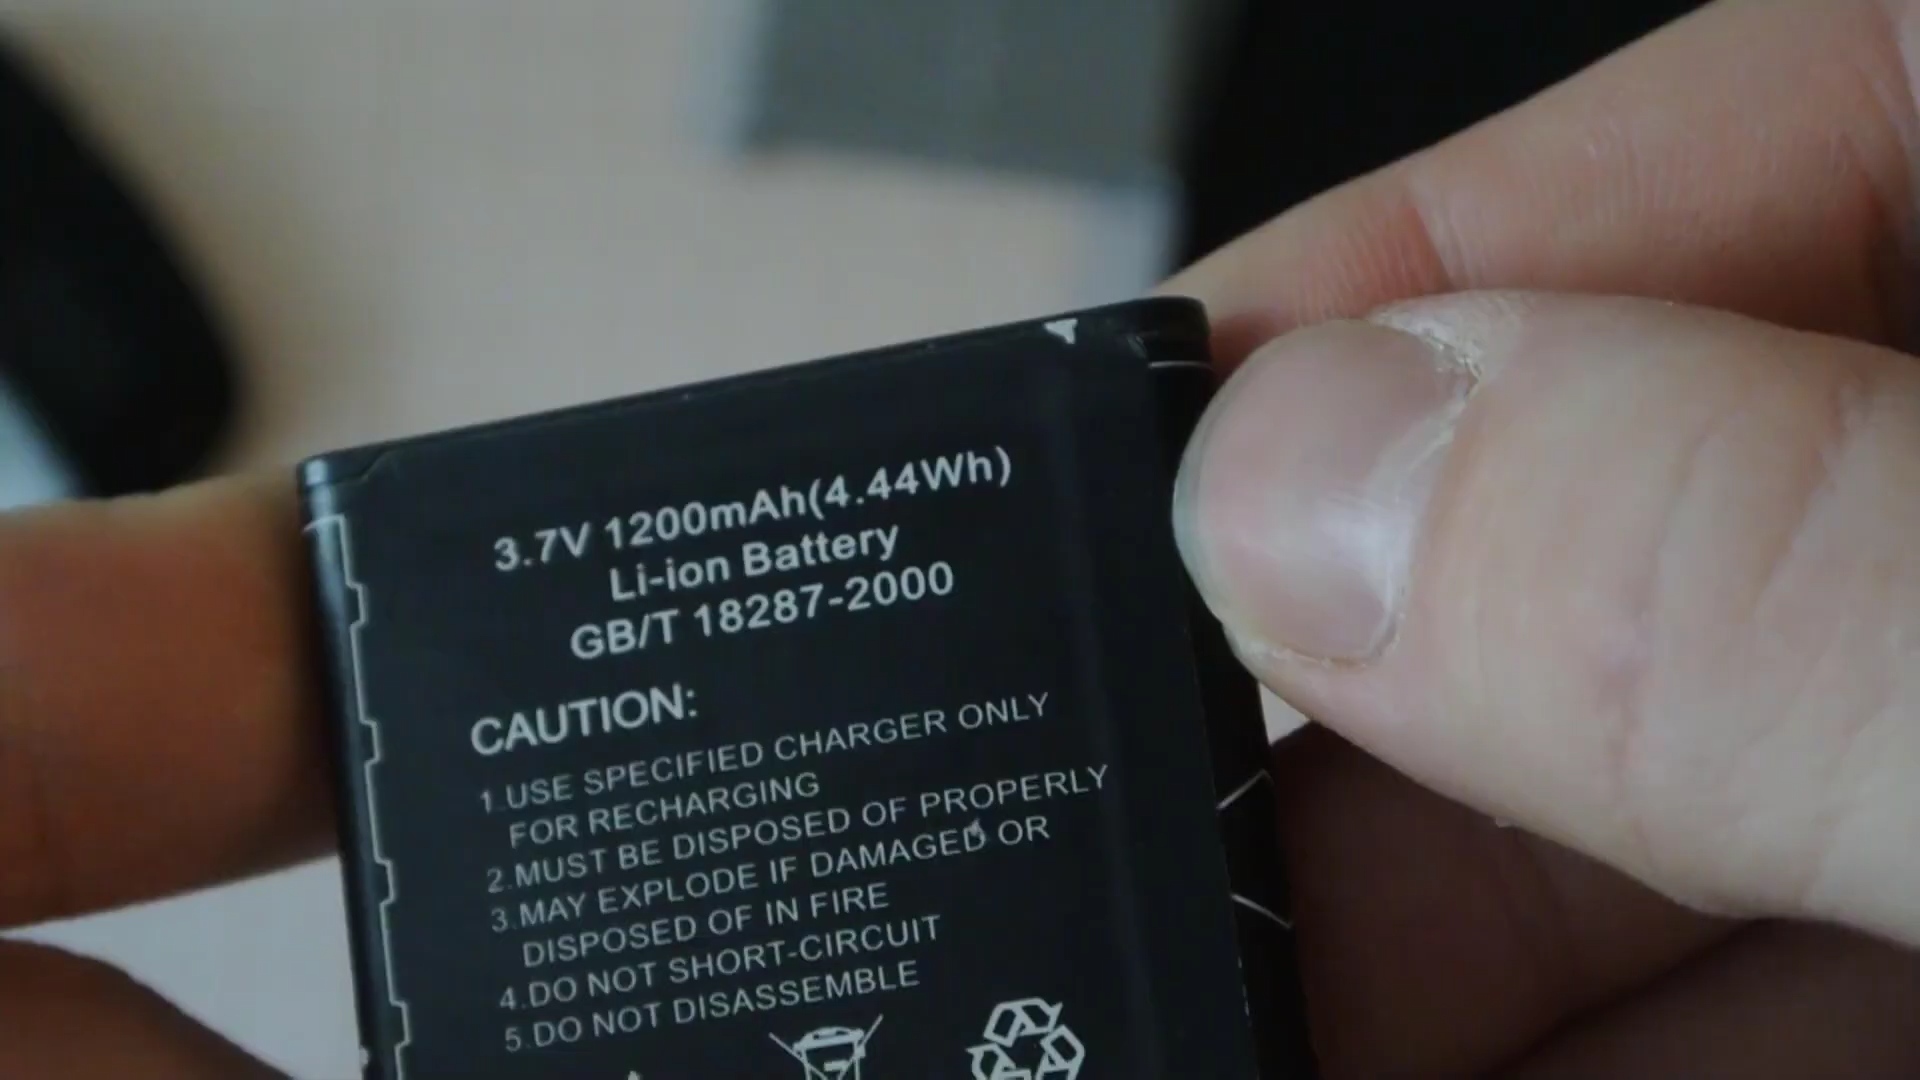 3.7V 1200mAh(4.44Wh)
Li-ion Battery
GB/T 18287-2000
CAUTION:
1.USE SPECIFIED CHARGER ONLY
FOR RECHARGING
2.MUST BE DISPOSED OF PROPERLY
3.MAY EXPLODE IF DAMAGED OR
DISPOSED OF IN FIRE
4.DO NOT SHORT-CIRCUIT
5.DO NOT DISASSEMBLE